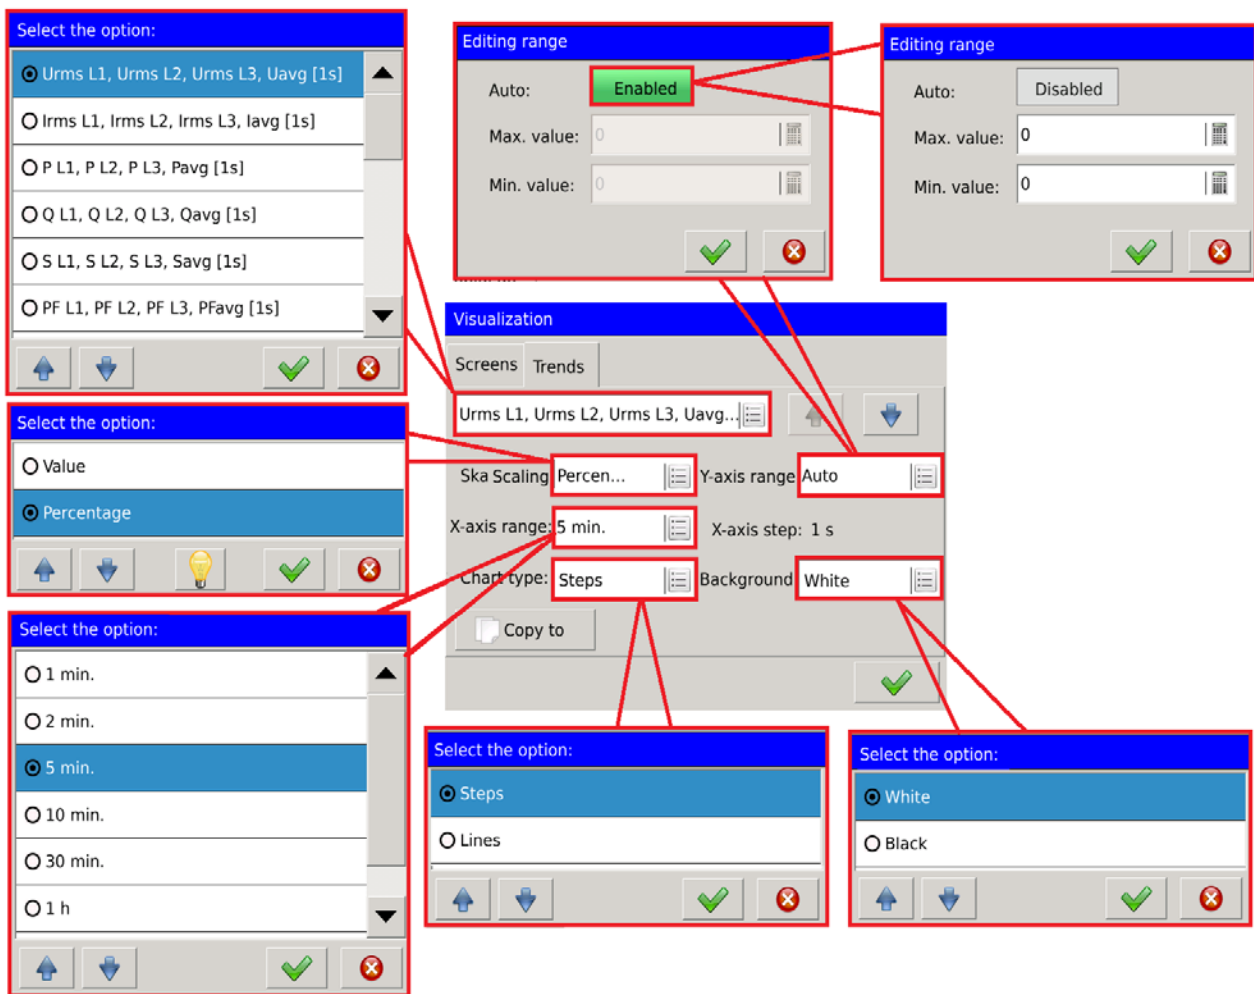 Select the option:
Urms L1, Urms L2, Urms L3, Uavg [1s]
Irms L1, Irms L2, Irms L3, Iavg [1s]
P L1, P L2, P L3, Pavg [1s]
Q L1, Q L2, Q L3, Qavg [1s]
S L1, S L2, S L3, Savg [1s]
PF L1, PF L2, PF L3, PFavg [1s]
Editing range
Auto: Enabled
Max. value: 0
Min. value: 0
Editing range
Auto: Disabled
Max. value: 0
Min. value: 0
Visualization
Screens Trends
Urms L1, Urms L2, Urms L3, Uavg...
Ska Scaling Percen... Y-axis range Auto
X-axis range: 5 min. X-axis step: 1 s
Chart type: Steps Background White
Copy to
Select the option:
Value
Percentage
Select the option:
1 min.
2 min.
5 min.
10 min.
30 min.
1 h
Select the option:
Steps
Lines
Select the option:
White
Black